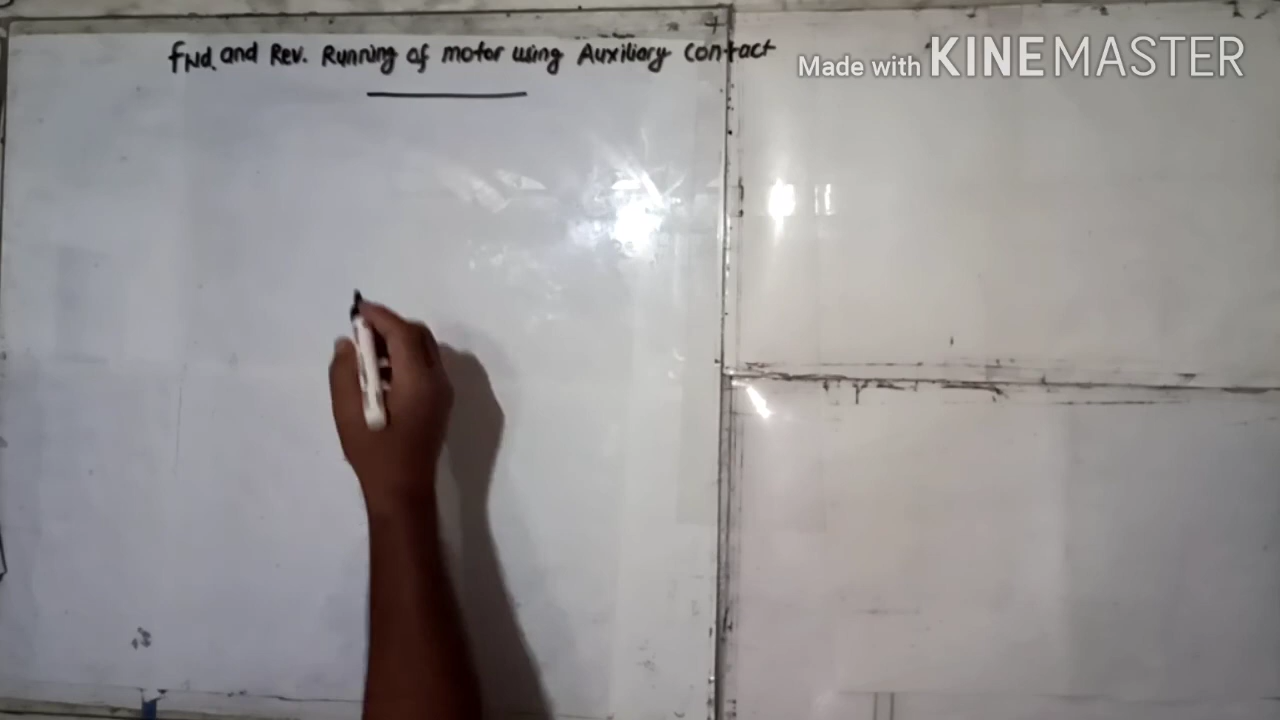 fwd. and Rev. Running of motor using Auxiliary Contact
Made with KINEMASTER